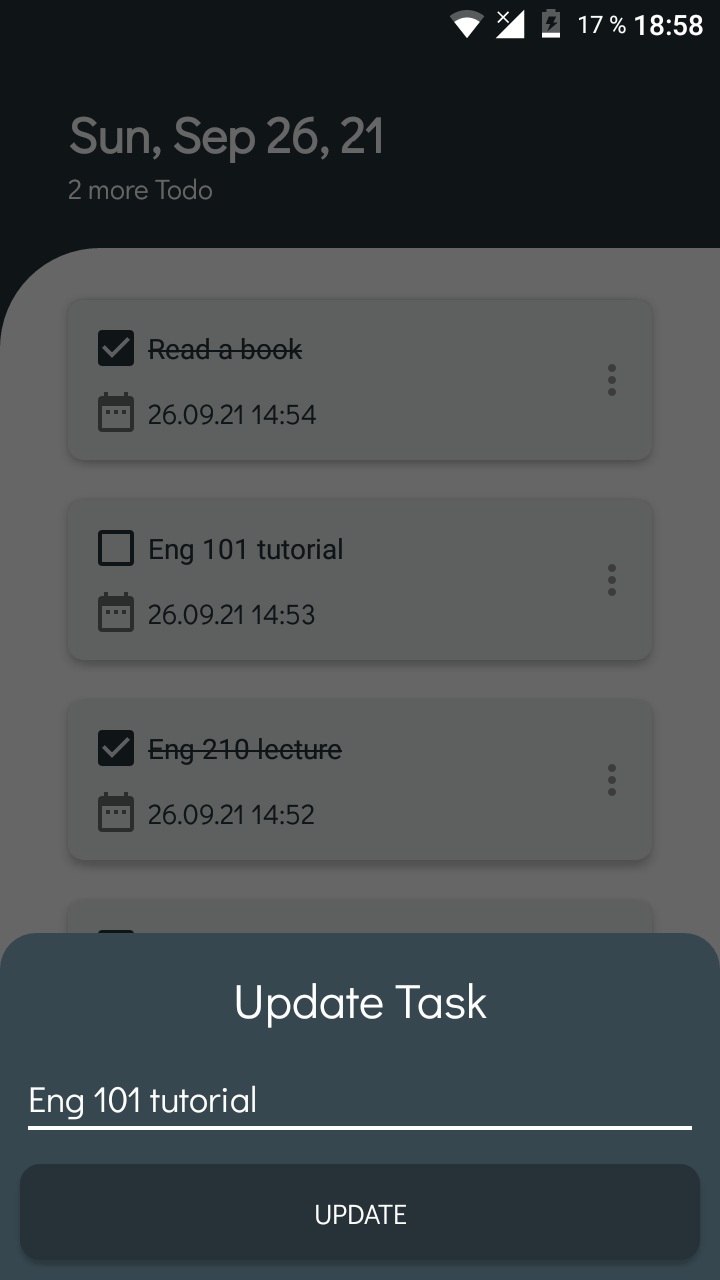 17 % 18:58
Sun, Sep 26, 21
2 more Todo
Read a book
26.09.21 14:54
Eng 101 tutorial
26.09.21 14:53
Eng 210 lecture
26.09.21 14:52
Update Task
Eng 101 tutorial
UPDATE